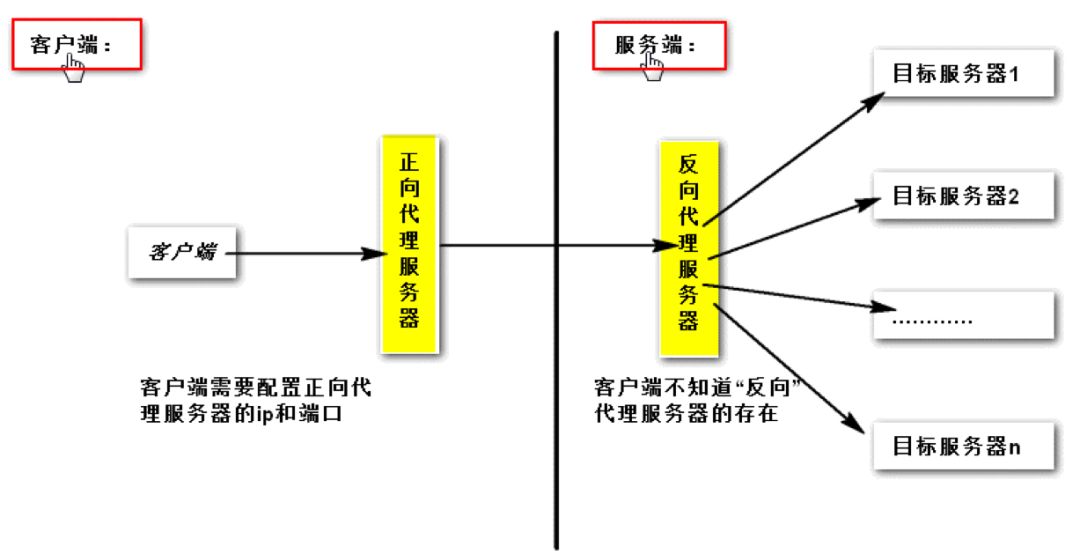 客户端：
服务端：
目标服务器1
正向代理服务器
反向代理服务器
目标服务器2
客户端
…………
客户端需要配置正向代
理服务器的ip和端口
客户端不知道“反向”
代理服务器的存在
目标服务器n